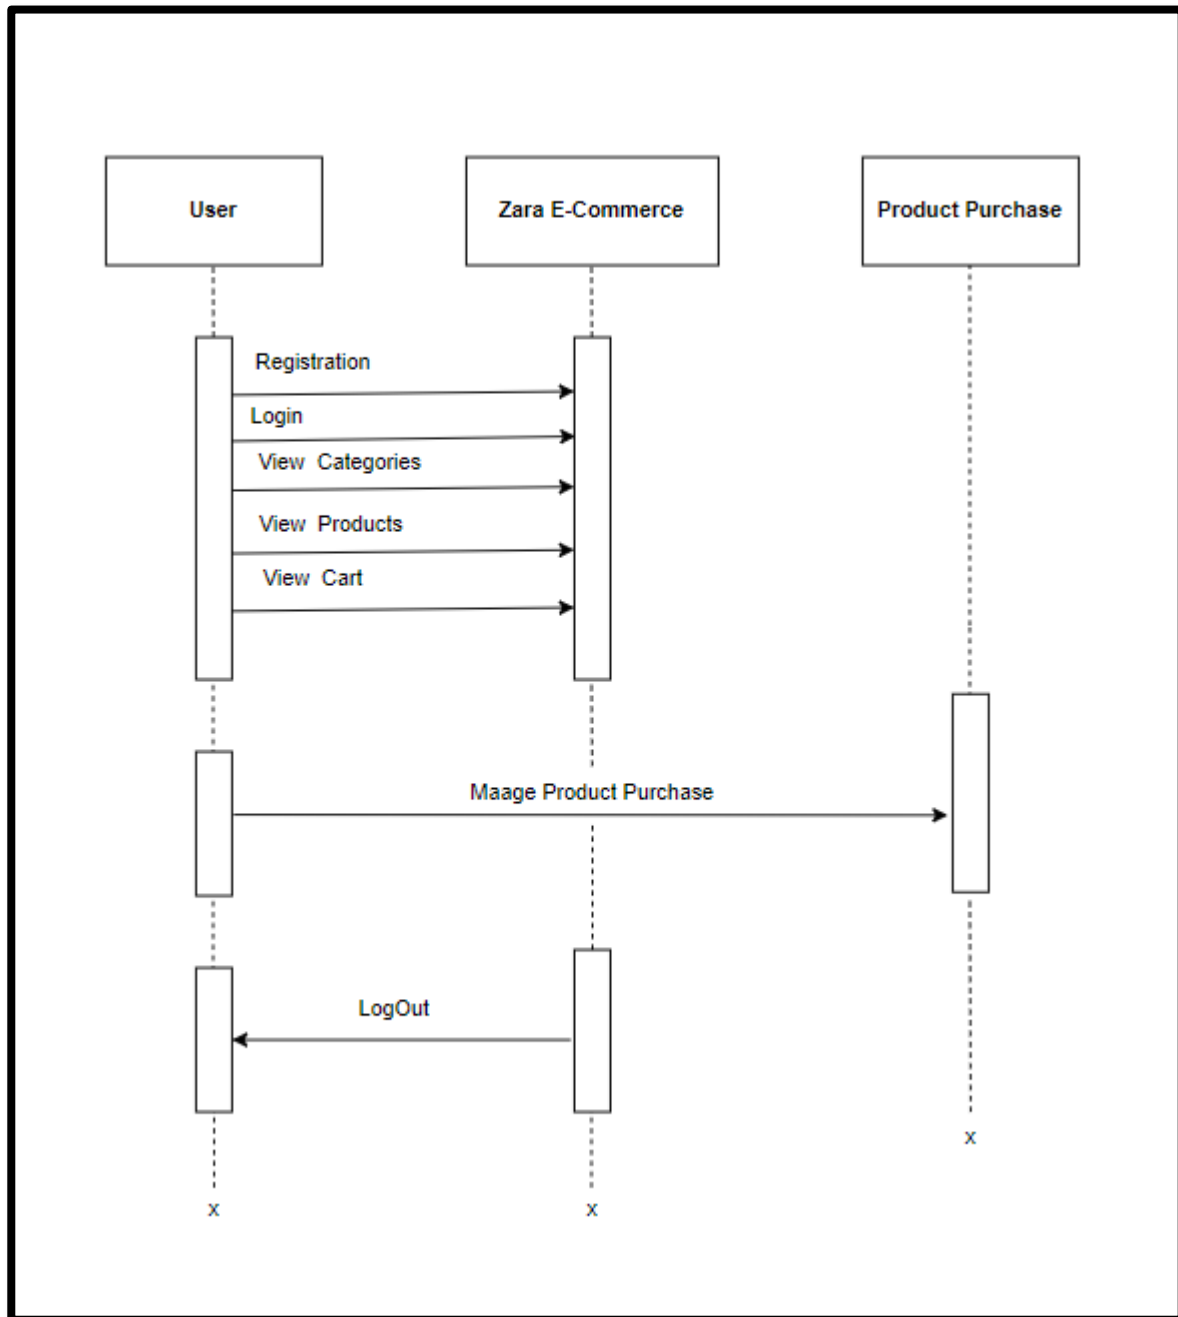 User
Zara E-Commerce
Product Purchase
Registration
Login
View Categories
View Products
View Cart
Maage Product Purchase
LogOut
x
x
x